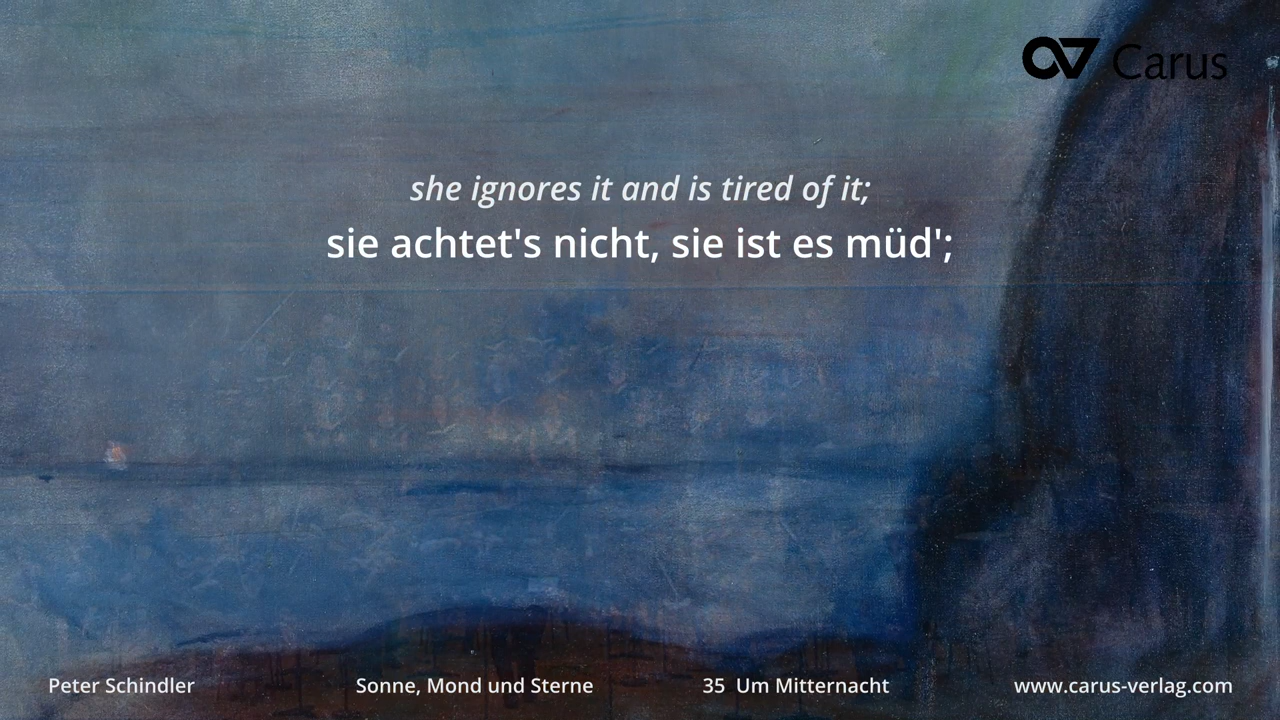 Carus
she ignores it and is tired of it;
sie achtet's nicht, sie ist es müd';
Peter Schindler Sonne, Mond und Sterne 35 Um Mitternacht www.carus-verlag.com